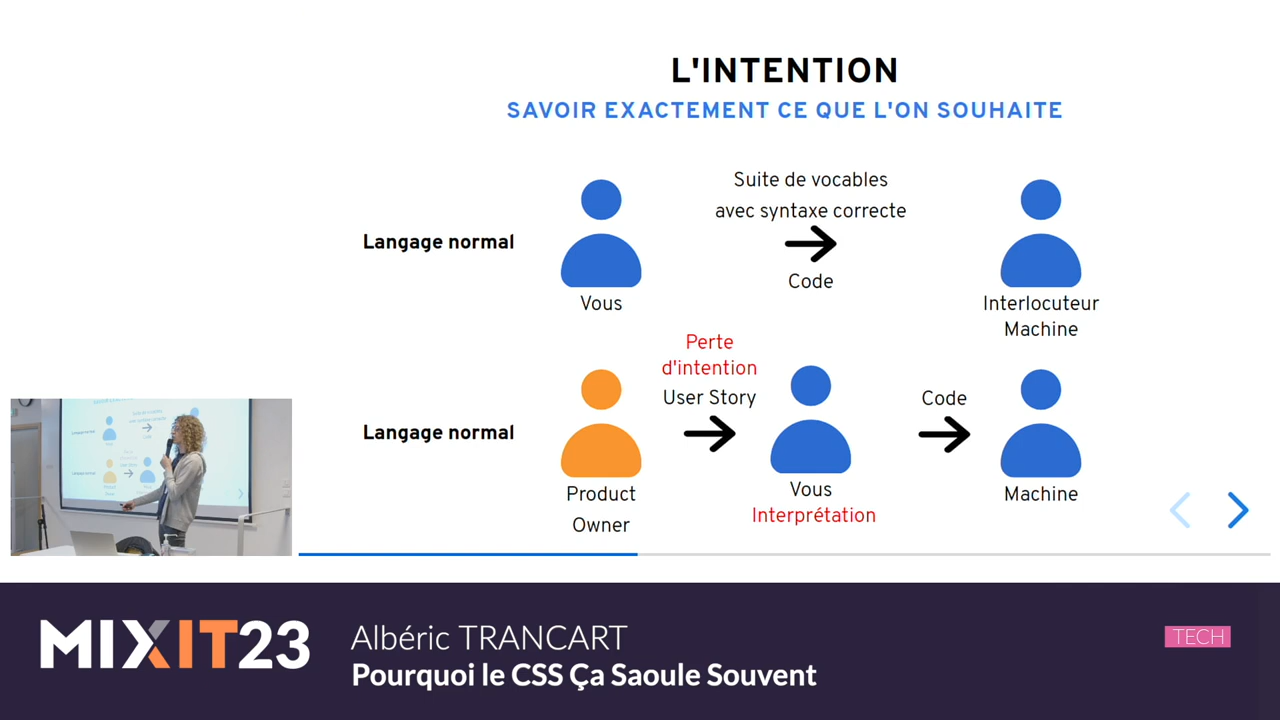 L'INTENTION
SAVOIR EXACTEMENT CE QUE L'ON SOUHAITE
Suite de vocables
avec syntaxe correcte
Langage normal
Code
Vous
Interlocuteur
Machine
Perte
d'intention
User Story
Code
Langage normal
Product
Owner
Vous
Interprétation
Machine
MIXIT23
Albéric TRANCART
Pourquoi le CSS Ça Saoule Souvent
TECH